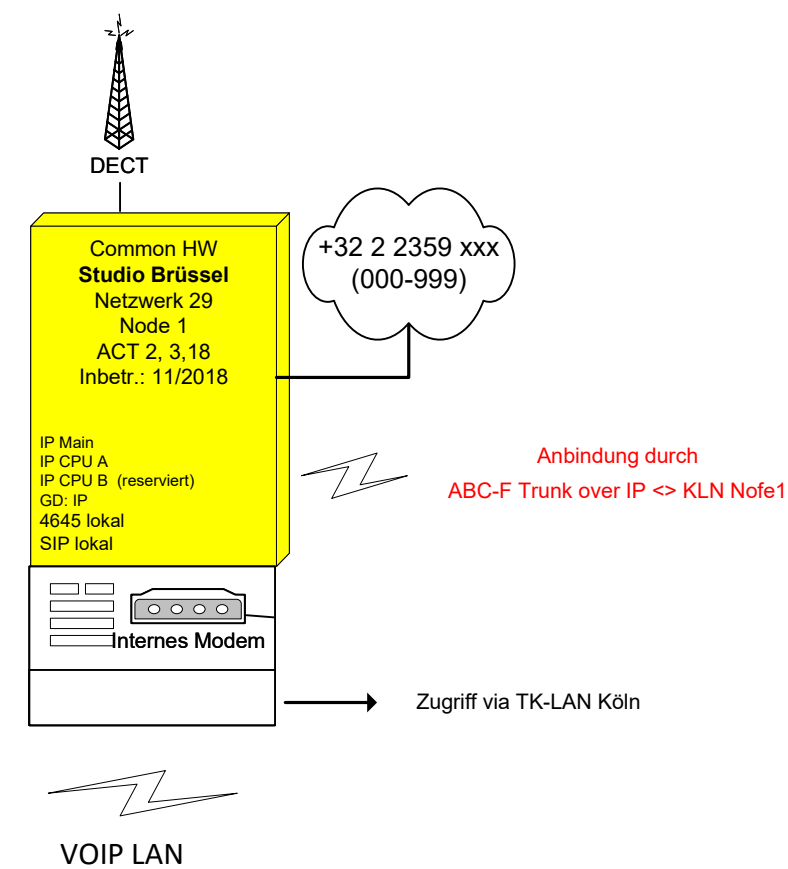 DECT
Common HW
Studio Brüssel
Netzwerk 29
Node 1
ACT 2, 3,18
Inbetr.: 11/2018
+32 2 2359 xxx
(000-999)
IP Main
IP CPU A
IP CPU B (reserviert)
GD: IP
4645 lokal
SIP lokal
Anbindung durch
ABC-F Trunk over IP <> KLN Nofe1
Internes Modem
Zugriff via TK-LAN Köln
VOIP LAN